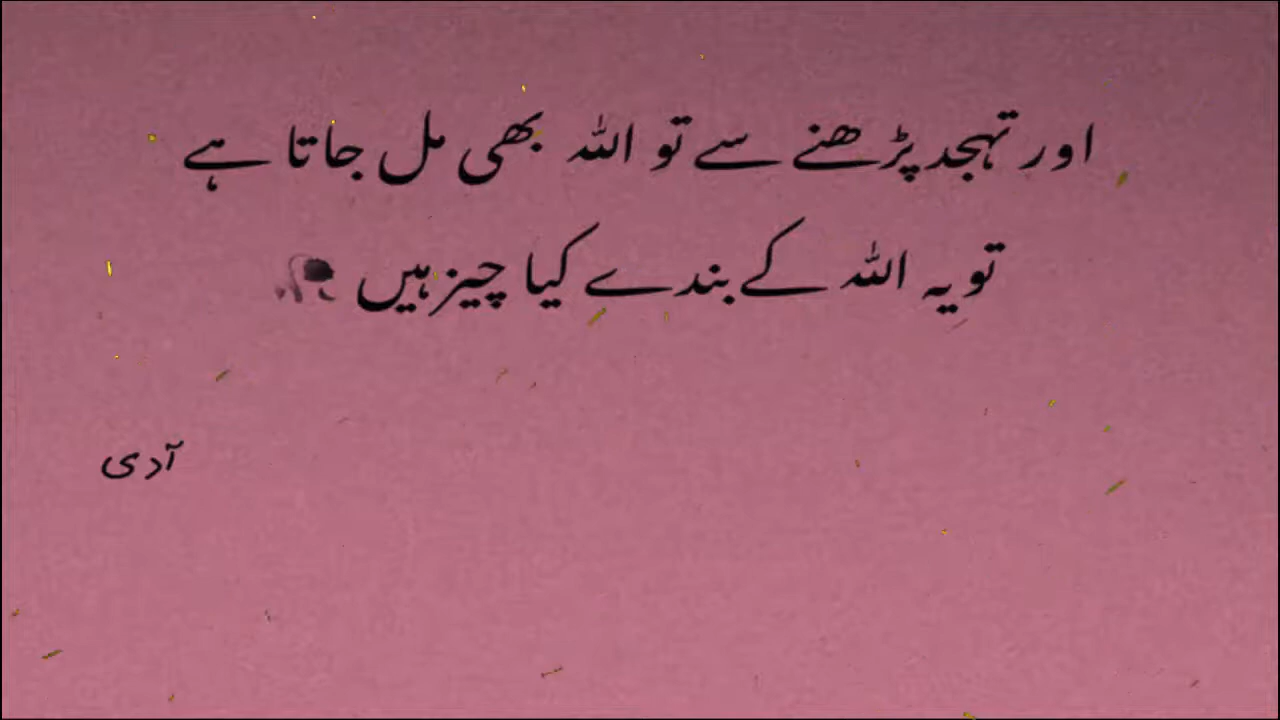 اور تہجد پڑھنے سے تو اللہ بھی مل جاتا ہے
تو یہ اللہ کے بندے کیا چیز ہیں
آدی